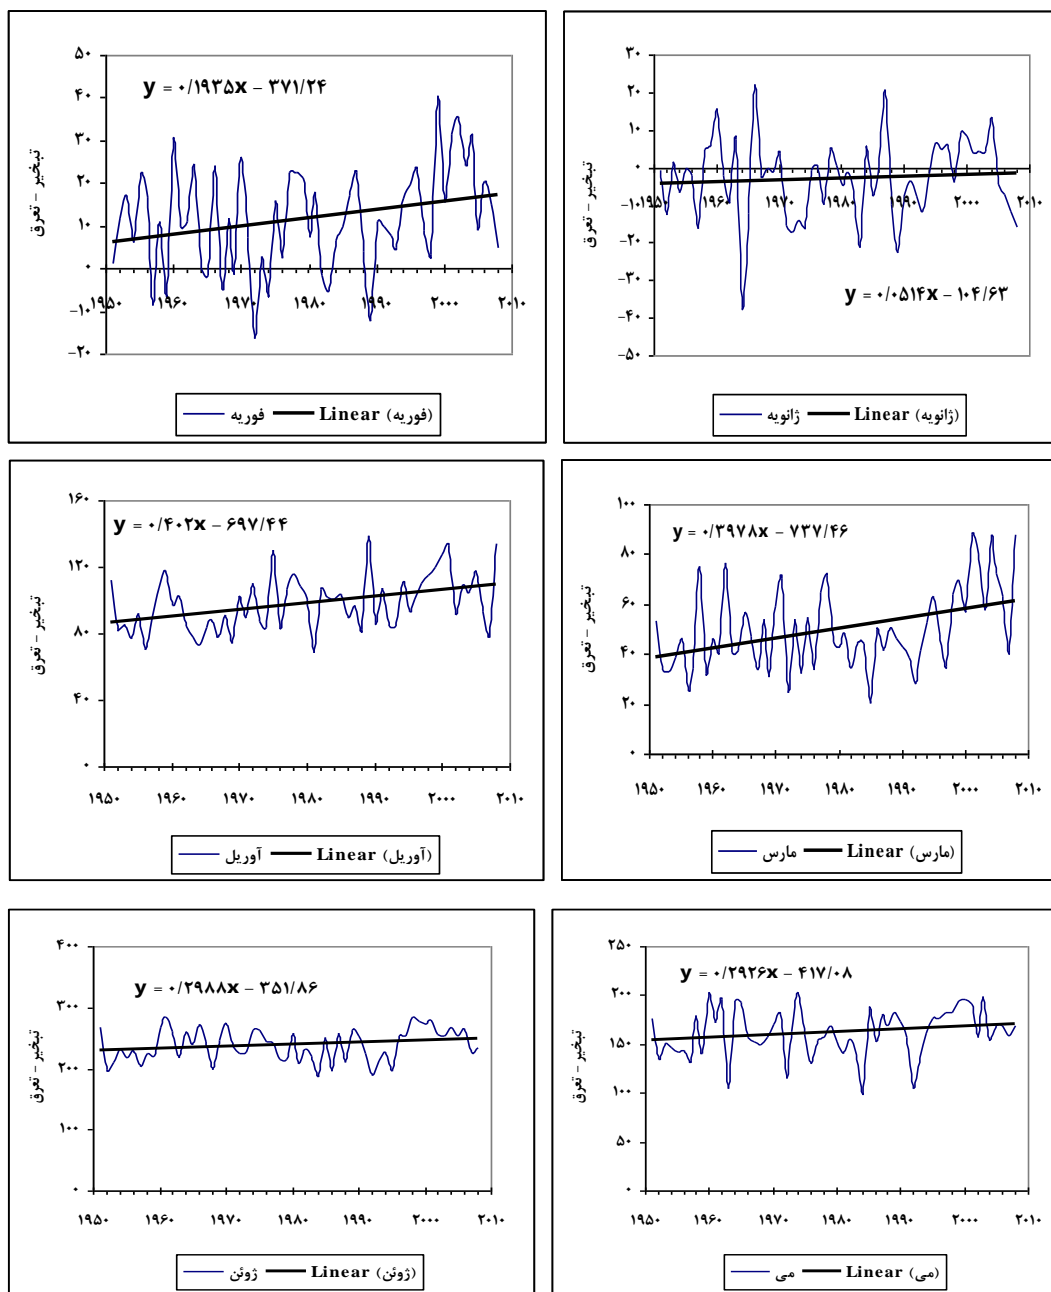 تبخیر - تعرق
۳۰
۲۰
۱۰
۰
-۱۰
-۲۰
-۳۰
-۴۰
-۵۰
۱۹۵۰ ۱۹۶۰ ۱۹۷۰ ۱۹۸۰ ۱۹۹۰ ۲۰۰۰ ۲۰۱۰
y = ۰/۰۵۱۴x - ۱۰۴/۶۳
ژانویه Linear (ژانویه)
تبخیر - تعرق
۵۰
y = ۰/۱۹۳۵x - ۳۷۱/۲۴
۴۰
۳۰
۲۰
۱۰
۰
-۱۰
-۲۰
۱۹۵۰ ۱۹۶۰ ۱۹۷۰ ۱۹۸۰ ۱۹۹۰ ۲۰۰۰ ۲۰۱۰
فوریه Linear (فوریه)
تبخیر - تعرق
۱۰۰
y = ۰/۳۹۷۸x - ۷۳۷/۴۶
۸۰
۶۰
۴۰
۲۰
۰
۱۹۵۰ ۱۹۶۰ ۱۹۷۰ ۱۹۸۰ ۱۹۹۰ ۲۰۰۰ ۲۰۱۰
مارس Linear (مارس)
تبخیر - تعرق
۱۶۰
y = ۰/۴۰۲x - ۶۹۷/۴۴
۱۲۰
۸۰
۴۰
۰
۱۹۵۰ ۱۹۶۰ ۱۹۷۰ ۱۹۸۰ ۱۹۹۰ ۲۰۰۰ ۲۰۱۰
آوریل Linear (آوریل)
تبخیر - تعرق
۲۵۰
y = ۰/۲۹۲۶x - ۴۱۷/۰۸
۲۰۰
۱۵۰
۱۰۰
۵۰
۰
۱۹۵۰ ۱۹۶۰ ۱۹۷۰ ۱۹۸۰ ۱۹۹۰ ۲۰۰۰ ۲۰۱۰
می Linear (می)
تبخیر - تعرق
۴۰۰
y = ۰/۲۹۸۸x - ۳۵۱/۸۶
۳۰۰
۲۰۰
۱۰۰
۰
۱۹۵۰ ۱۹۶۰ ۱۹۷۰ ۱۹۸۰ ۱۹۹۰ ۲۰۰۰ ۲۰۱۰
ژوئن Linear (ژوئن)